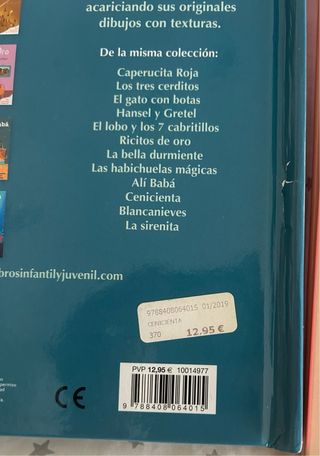 acariciando sus originales
dibujos con texturas.
De la misma colección:
Caperucita Roja
Los tres cerditos
El gato con botas
Hansel y Gretel
El lobo y los 7 cabritillos
Ricitos de oro
La bella durmiente
Las habichuelas mágicas
Alí Babá
Cenicienta
Blancanieves
La sirenita
brosinfantilyjuvenil.com
9788408064015 01/2019
CENICIENTA
370 12.95 €
PVP 12,95 € 10014977
CE
9 788408 064015